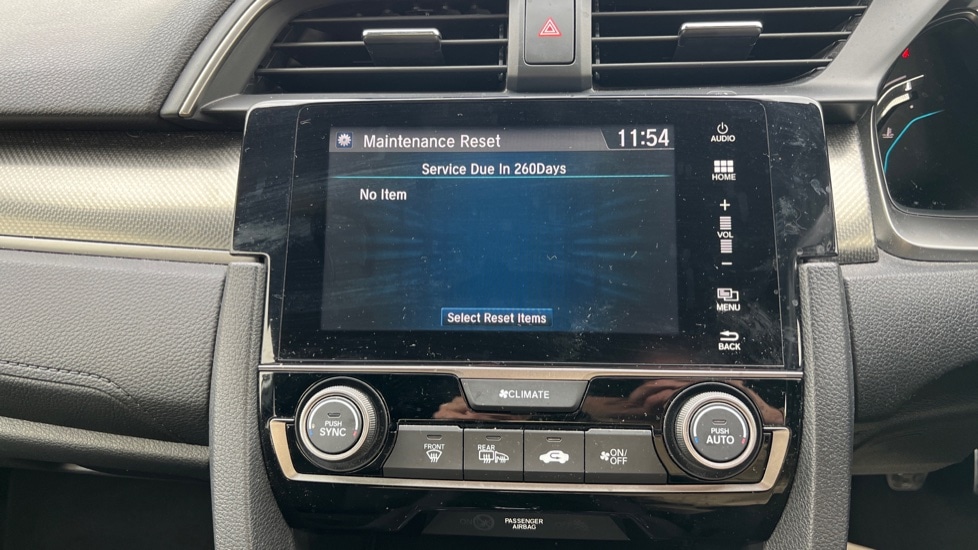 Maintenance Reset
11:54
Service Due In 260Days
No Item
Select Reset Items
AUDIO
HOME
+
VOL
−
MENU
BACK
CLIMATE
PUSH
SYNC
FRONT
REAR
ON/
OFF
PUSH
AUTO
PASSENGER
AIRBAG